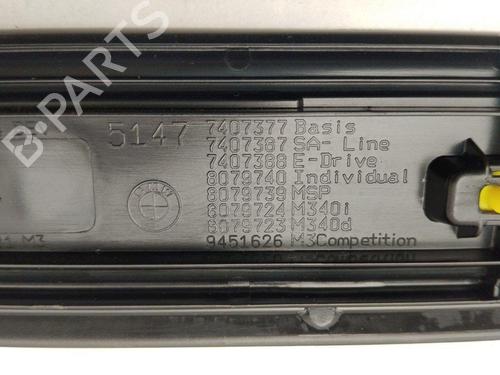 B-PARTS
5147 7407377 Basis
7407387 SA- Line
7407388 E-Drive
8079740 Individual
8079739 MSP
8079724 M340i
8079723 M340d
9451626 M3Competition